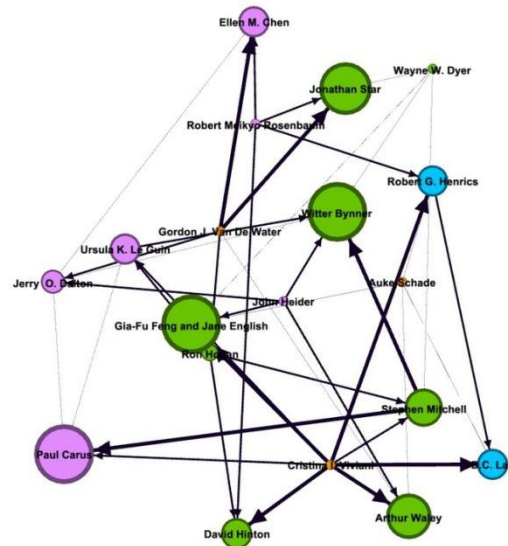 Ellen M. Chen
Wayne W. Dyer
Jonathan Star
Robert Meikyo Rosenbaum
Robert G. Henrics
Witter Bynner
Gordon J. Van De Water
Ursula K. Le Guin
Jerry O. Dalton
Auke Schade
John Heider
Gia-Fu Feng and Jane English
Ron Hogan
Stephen Mitchell
Paul Carus
D.C. Lau
Arthur Waley
David Hinton